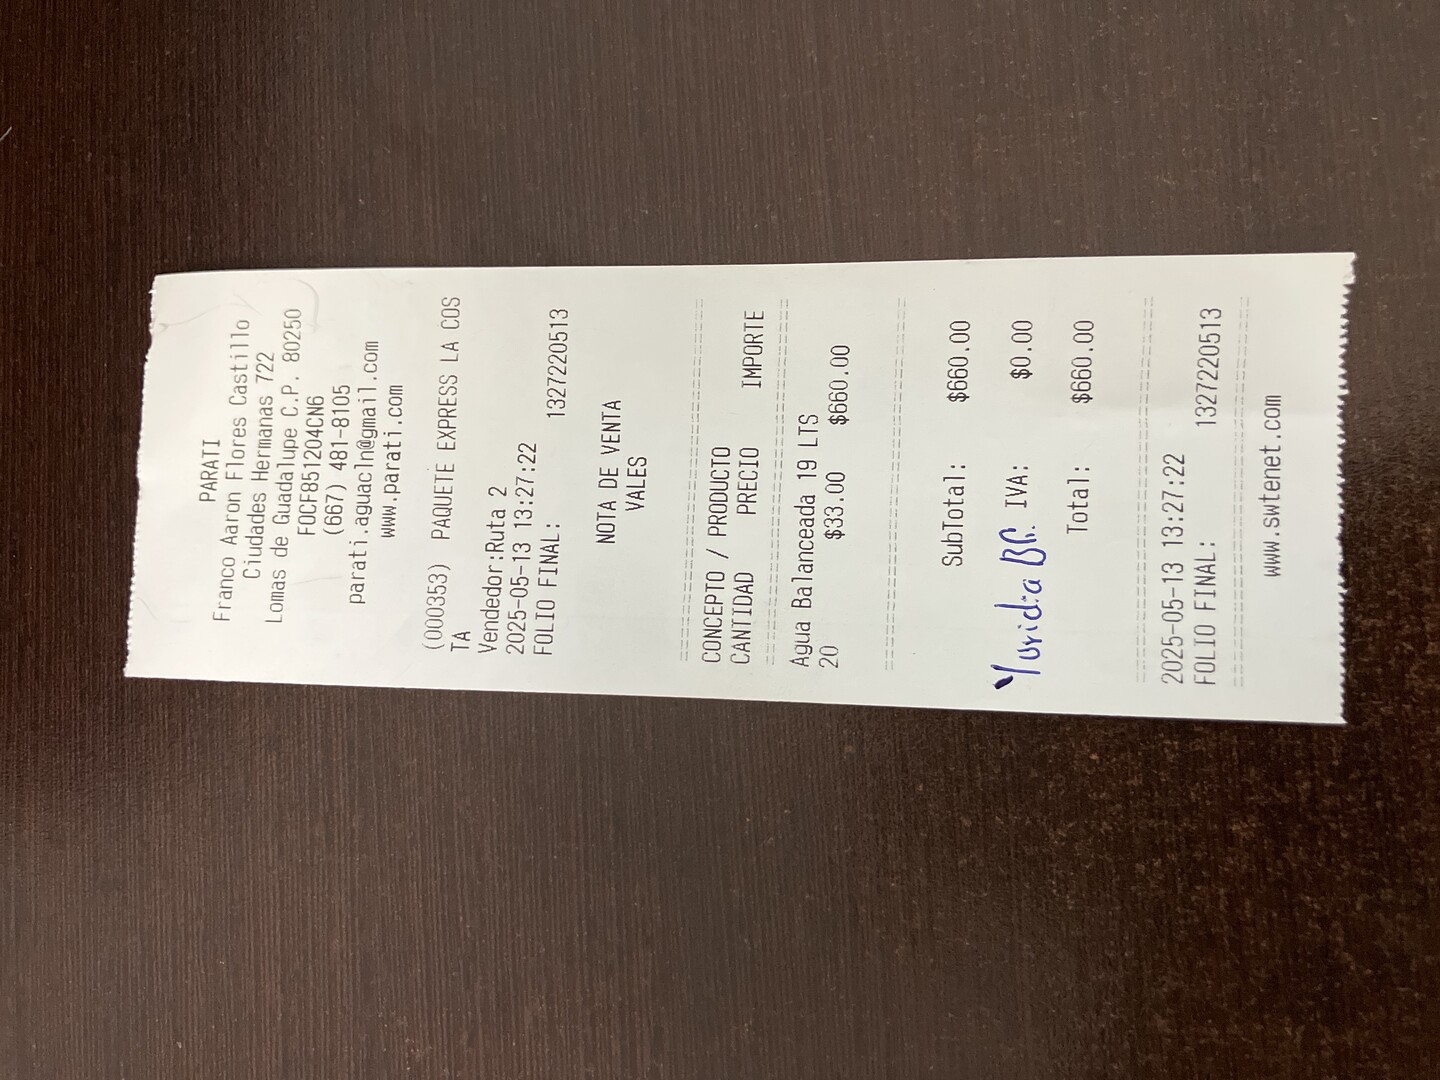 PARATI
Franco Aaron Flores Castillo
Ciudades Hermanas 722
Lomas de Guadalupe C.P. 80250
FOCF851204CN6
(667) 481-8105
parati.aguacln@gmail.com
www.parati.com
(000353) PAQUETE EXPRESS LA COS
TA
Vendedor:Ruta 2
2025-05-13 13:27:22
FOLIO FINAL: 1327220513
NOTA DE VENTA
VALES
CONCEPTO / PRODUCTO
CANTIDAD PRECIO IMPORTE
Agua Balanceada 19 LTS
20 $33.00 $660.00
SubTotal: $660.00
Yuridia IVA: $0.00
Total: $660.00
2025-05-13 13:27:22
FOLIO FINAL: 1327220513
www.swtenet.com